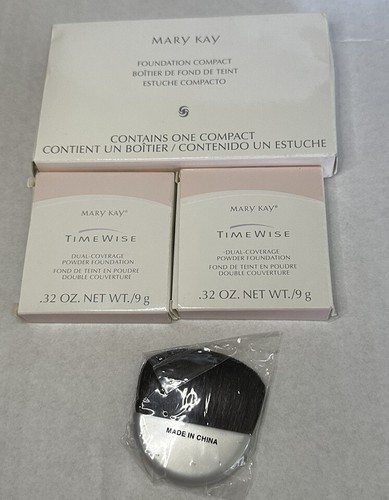 MARY KAY
FOUNDATION COMPACT
BOÎTIER DE FOND DE TEINT
ESTUCHE COMPACTO
CONTAINS ONE COMPACT
CONTIENT UN BOÎTIER / CONTENIDO UN ESTUCHE
MARY KAY®
TIMEWISE
DUAL-COVERAGE
POWDER FOUNDATION
FOND DE TEINT EN POUDRE
DOUBLE COUVERTURE
.32 OZ. NET WT./9 g
MARY KAY®
TIMEWISE
DUAL-COVERAGE
POWDER FOUNDATION
FOND DE TEINT EN POUDRE
DOUBLE COUVERTURE
.32 OZ. NET WT./9 g
MADE IN CHINA